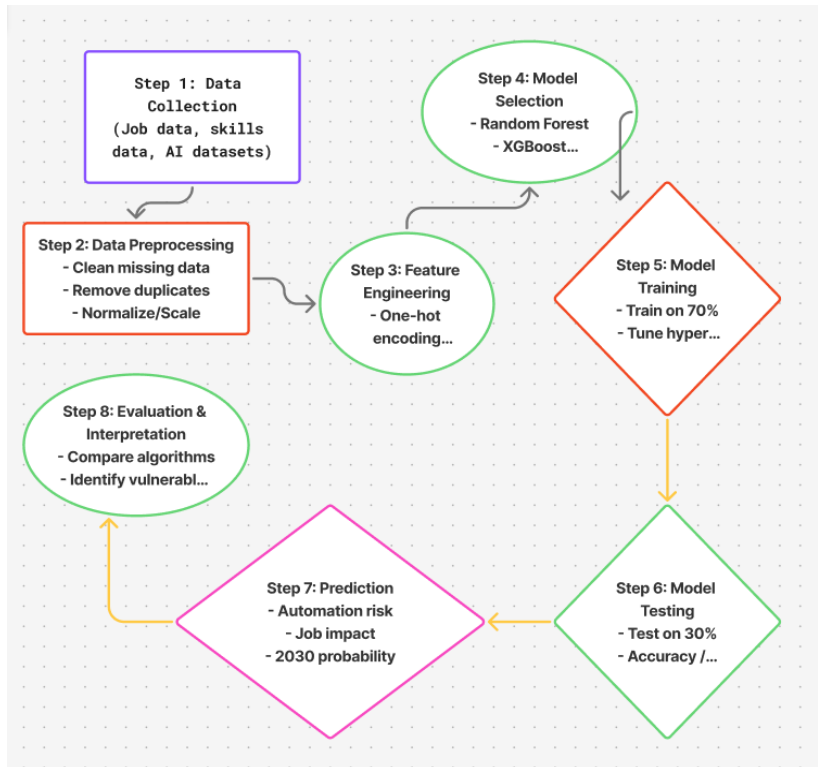 Step 1: Data
Collection
(Job data, skills
data, AI datasets)
Step 2: Data Preprocessing
- Clean missing data
- Remove duplicates
- Normalize/Scale
Step 3: Feature
Engineering
- One-hot
encoding...
Step 4: Model
Selection
- Random Forest
- XGBoost...
Step 5: Model
Training
- Train on 70%
- Tune hyper...
Step 6: Model
Testing
- Test on 30%
- Accuracy /...
Step 7: Prediction
- Automation risk
- Job impact
- 2030 probability
Step 8: Evaluation &
Interpretation
- Compare algorithms
- Identify vulnerabl...